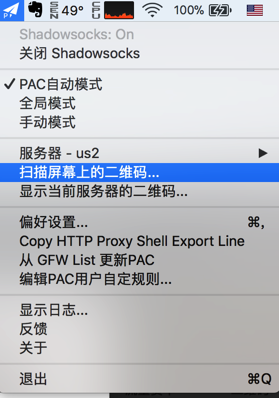 49°
SEN
CPU
100%
Shadowsocks: On
关闭 Shadowsocks
PAC自动模式
全局模式
手动模式
服务器 - us2
扫描屏幕上的二维码...
显示当前服务器的二维码...
偏好设置... ⌘,
Copy HTTP Proxy Shell Export Line
从 GFW List 更新PAC
编辑PAC用户自定规则...
显示日志...
反馈
关于
退出 ⌘Q